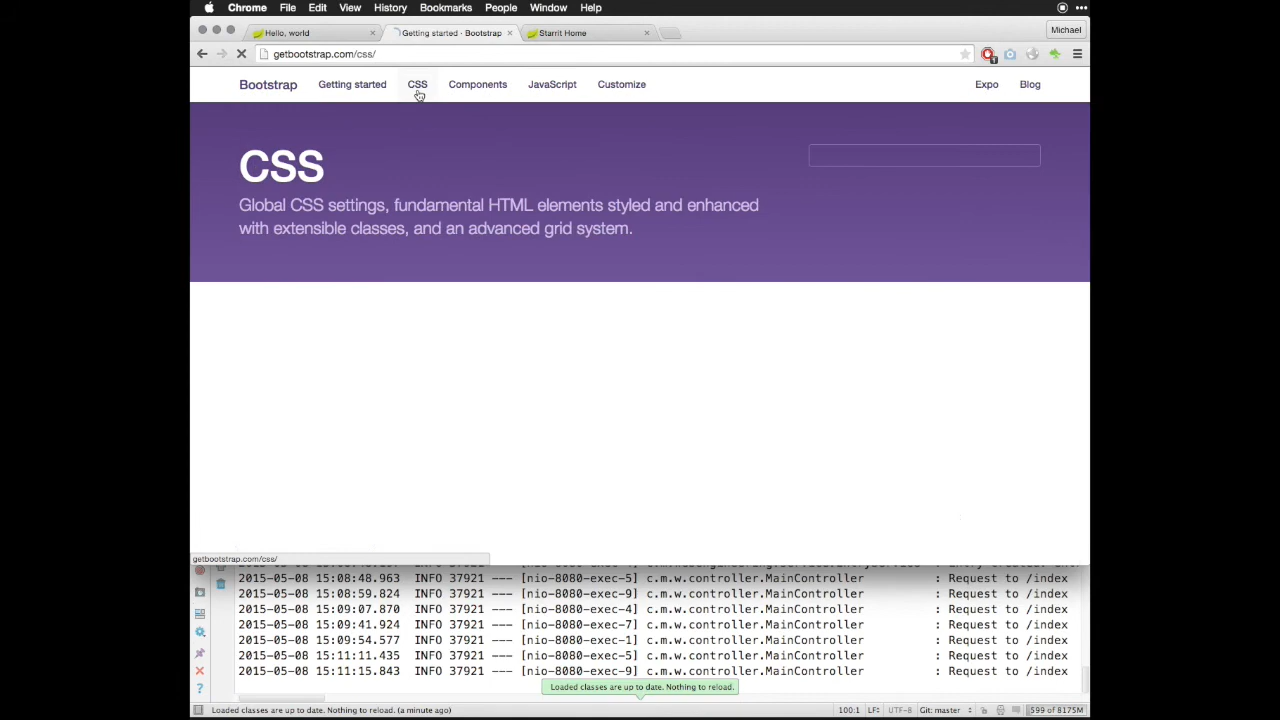 Chrome File Edit View History Bookmarks People Window Help
Hello, world
Getting started · Bootstrap
Starrit Home
Michael
getbootstrap.com/css/
Bootstrap Getting started CSS Components JavaScript Customize Expo Blog
CSS
Global CSS settings, fundamental HTML elements styled and enhanced
with extensible classes, and an advanced grid system.
getbootstrap.com/css/
2015-05-08 15:08:48.963 INFO 37921 --- [nio-8080-exec-5] c.m.w.controller.MainController : Request to /index
2015-05-08 15:08:59.824 INFO 37921 --- [nio-8080-exec-9] c.m.w.controller.MainController : Request to /index
2015-05-08 15:09:07.870 INFO 37921 --- [nio-8080-exec-4] c.m.w.controller.MainController : Request to /index
2015-05-08 15:09:41.924 INFO 37921 --- [nio-8080-exec-7] c.m.w.controller.MainController : Request to /index
2015-05-08 15:09:54.577 INFO 37921 --- [nio-8080-exec-1] c.m.w.controller.MainController : Request to /index
2015-05-08 15:11:11.435 INFO 37921 --- [nio-8080-exec-5] c.m.w.controller.MainController : Request to /index
2015-05-08 15:11:15.843 INFO 37921 --- [nio-8080-exec-9] c.m.w.controller.MainController : Request to /index
Loaded classes are up to date. Nothing to reload.
Loaded classes are up to date. Nothing to reload. (a minute ago) 100:1 LF UTF-8 Git: master 599 of 8175M